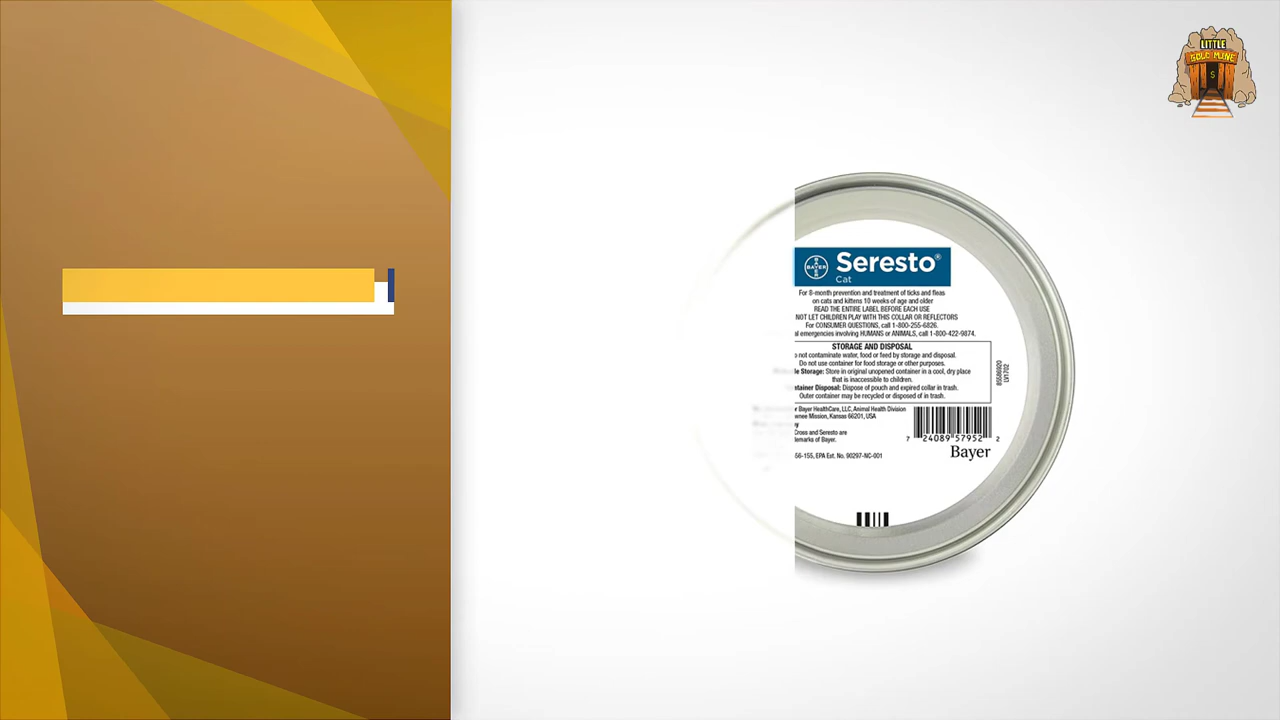 LITTLE
GOLD MINE
$
BAYER
BAYER
Seresto®
Cat
For 8-month prevention and treatment of ticks and fleas
on cats and kittens 10 weeks of age and older
READ THE ENTIRE LABEL BEFORE EACH USE
NOT LET CHILDREN PLAY WITH THIS COLLAR OR REFLECTORS
For CONSUMER QUESTIONS, call 1-800-255-6826.
emergencies involving HUMANS or ANIMALS, call 1-800-422-9874.
STORAGE AND DISPOSAL
not contaminate water, food or feed by storage and disposal.
Do not use container for food storage or other purposes.
Storage: Store in original unopened container in a cool, dry place
that is inaccessible to children.
Disposal: Dispose of pouch and expired collar in trash.
Outer container may be recycled or disposed of in trash.
Bayer HealthCare, LLC, Animal Health Division
Mission, Kansas 66201, USA
Cross and Seresto are
of Bayer.
56-155, EPA Est. No. 90297-NC-001
85586920
LV1702
7 24089 57952 2
Bayer